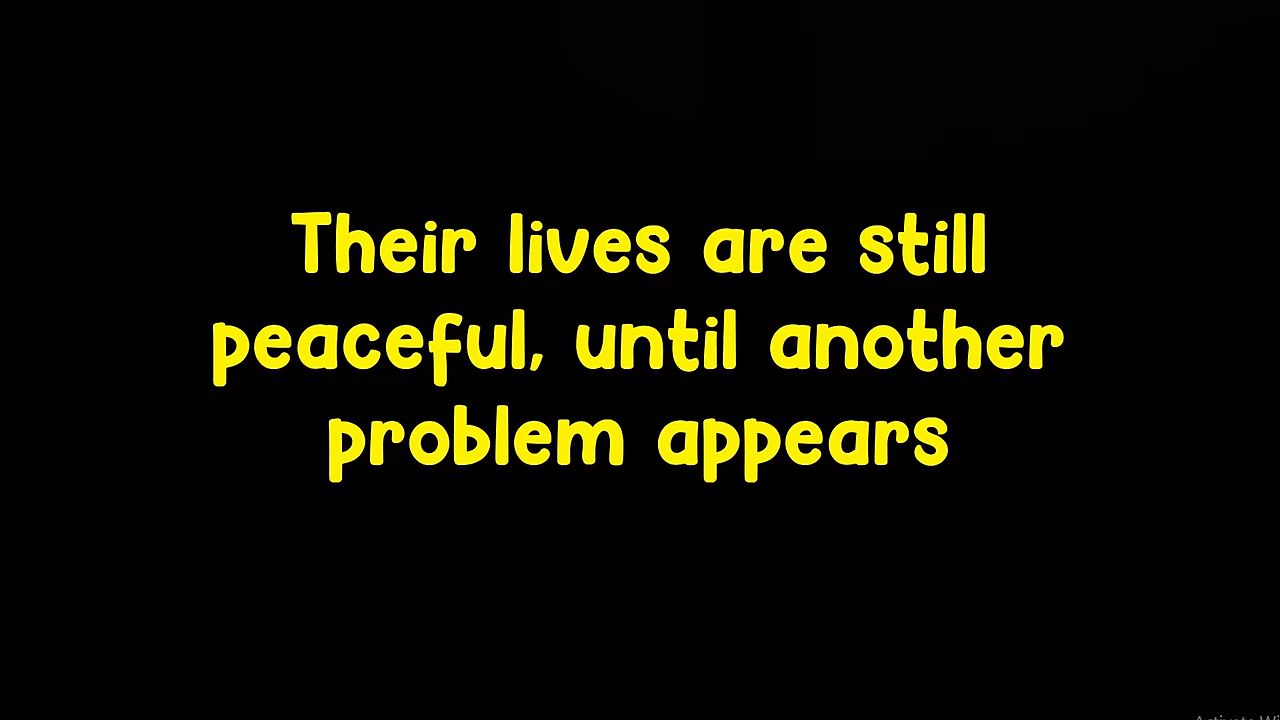 Their lives are still
peaceful, until another
problem appears